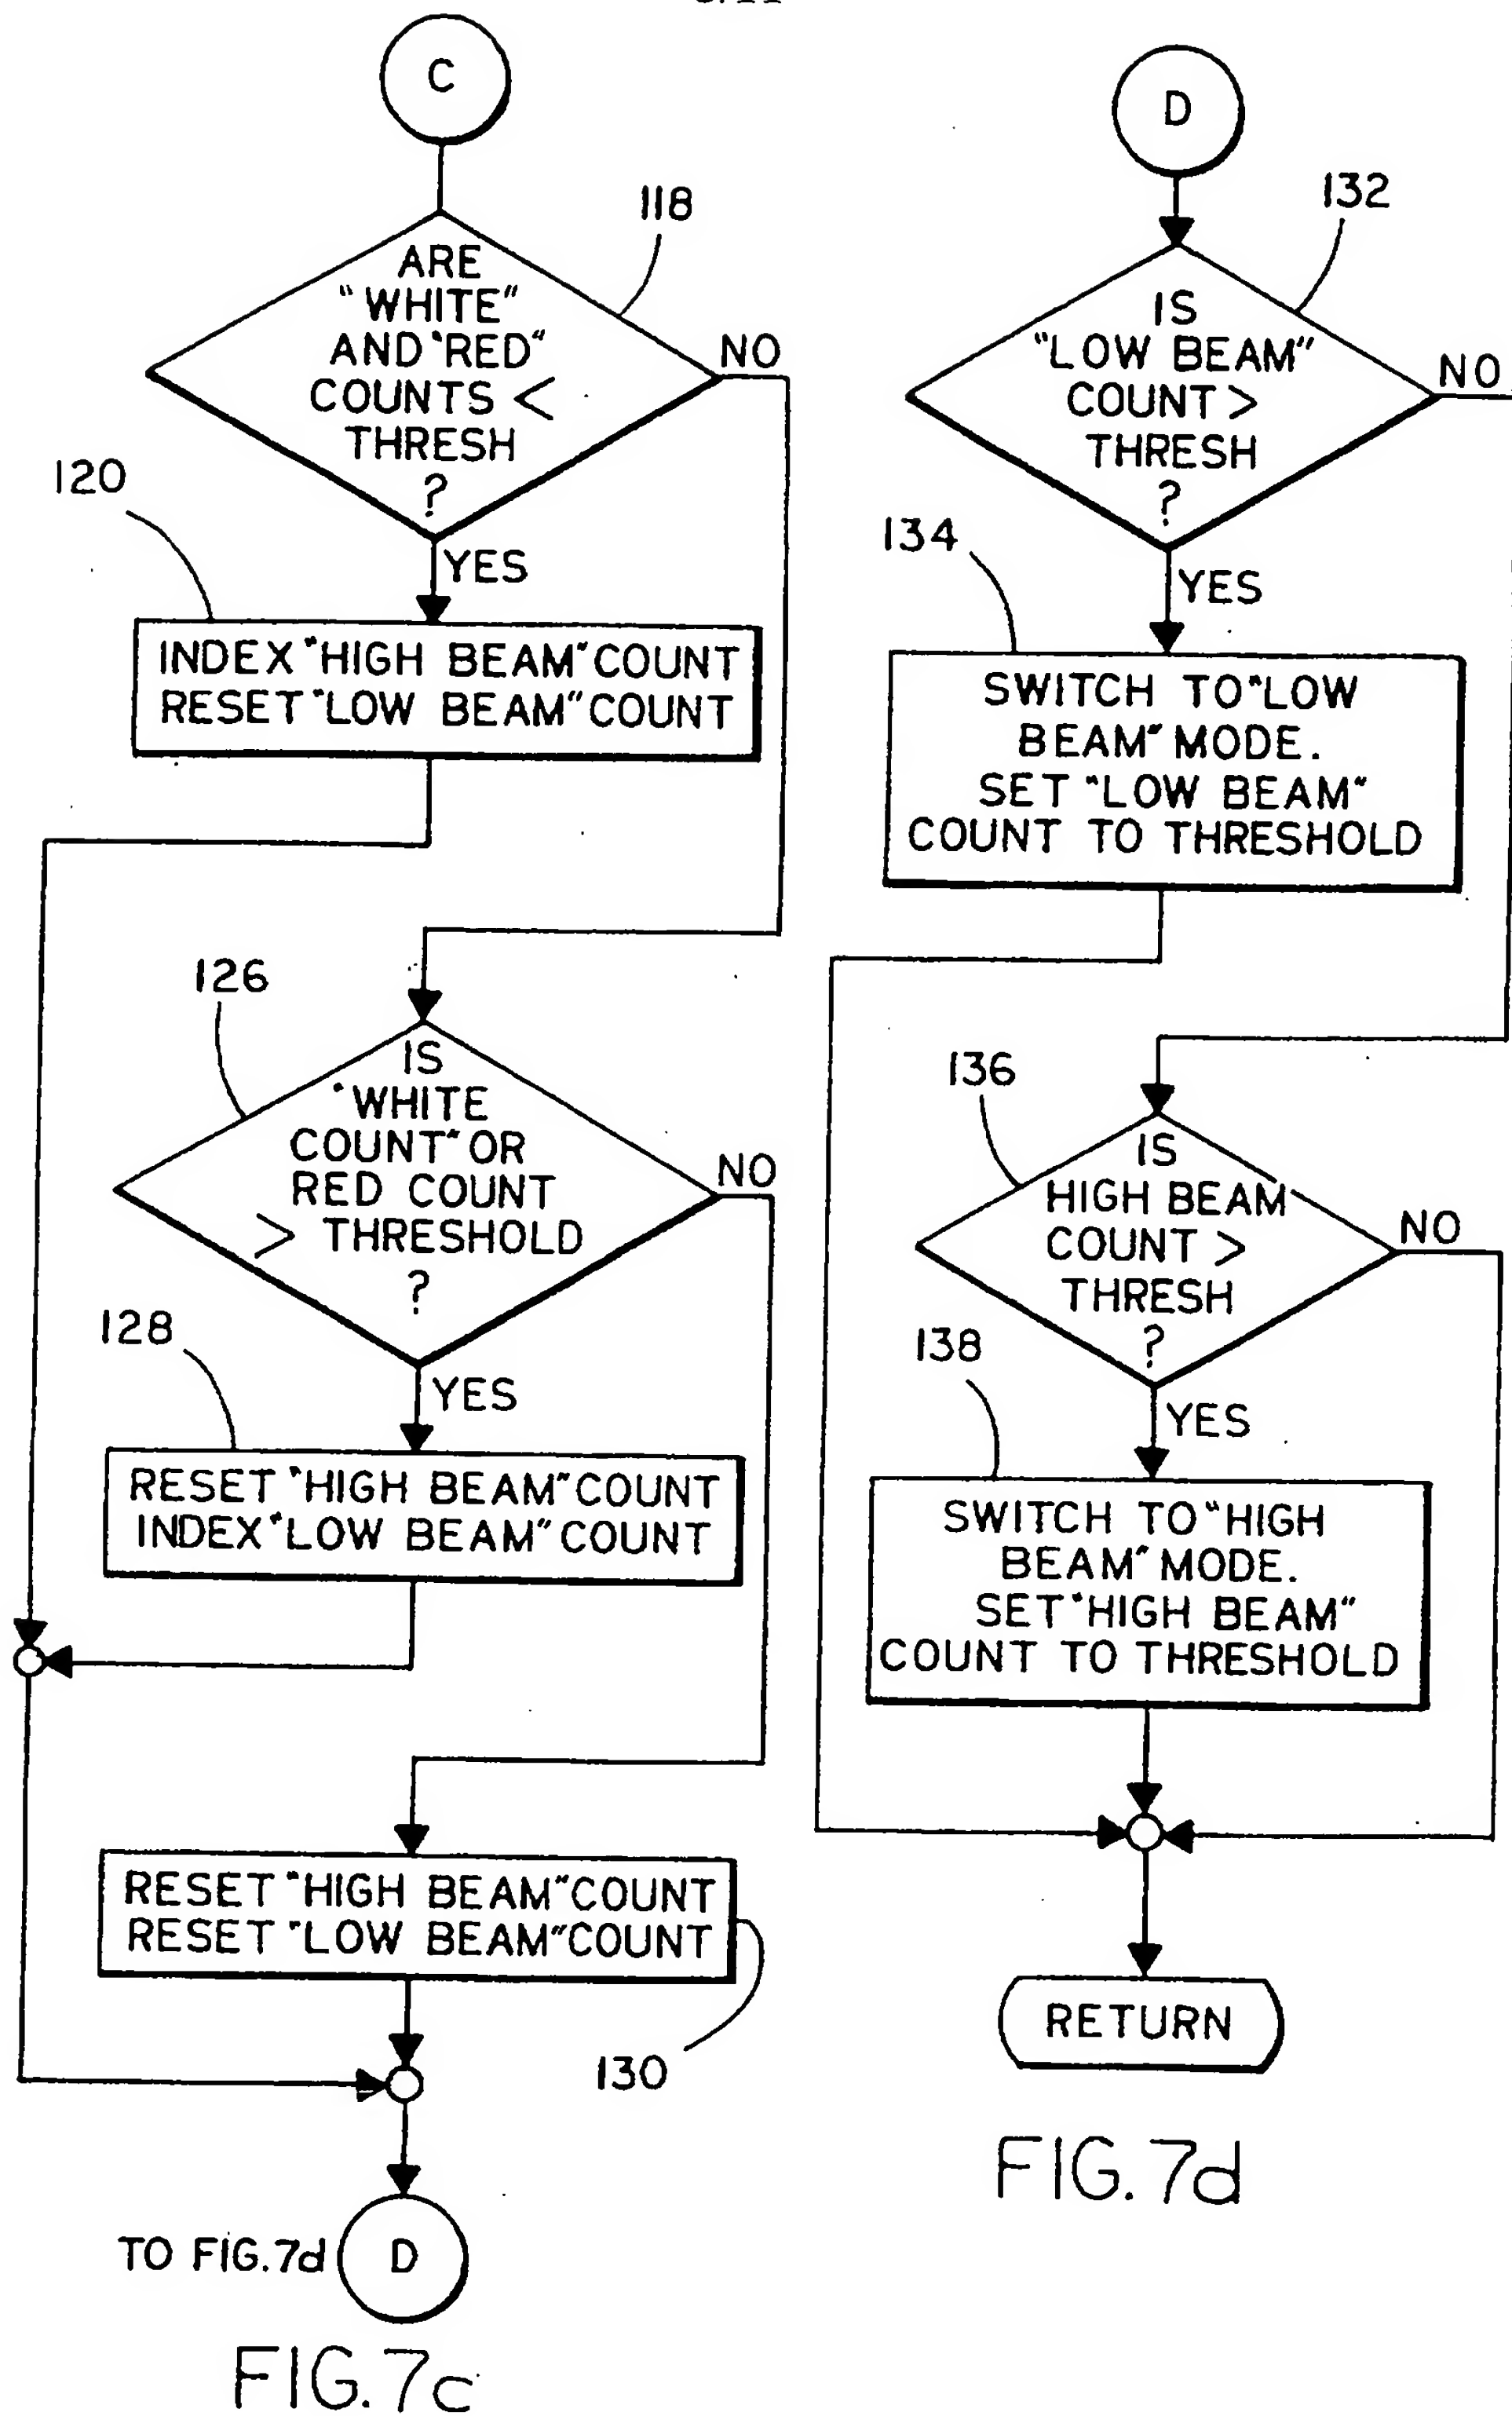 C
118
ARE
"WHITE"
AND "RED"
COUNTS <
THRESH
?
NO
120
YES
INDEX "HIGH BEAM" COUNT
RESET "LOW BEAM" COUNT
126
IS
"WHITE
COUNT" OR
RED COUNT
> THRESHOLD
?
NO
128
YES
RESET "HIGH BEAM" COUNT
INDEX "LOW BEAM" COUNT
RESET "HIGH BEAM" COUNT
RESET "LOW BEAM" COUNT
130
TO FIG.7d
D
FIG.7c
D
132
IS
"LOW BEAM"
COUNT >
THRESH
?
NO
134
YES
SWITCH TO "LOW
BEAM" MODE.
SET "LOW BEAM"
COUNT TO THRESHOLD
136
IS
HIGH BEAM
COUNT >
THRESH
?
NO
138
YES
SWITCH TO "HIGH
BEAM" MODE.
SET "HIGH BEAM"
COUNT TO THRESHOLD
RETURN
FIG. 7d